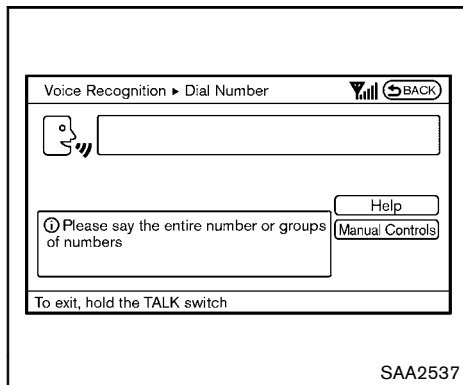 Voice Recognition ▸ Dial Number
BACK
Help
ⓘ Please say the entire number or groups
of numbers
Manual Controls
To exit, hold the TALK switch
SAA2537